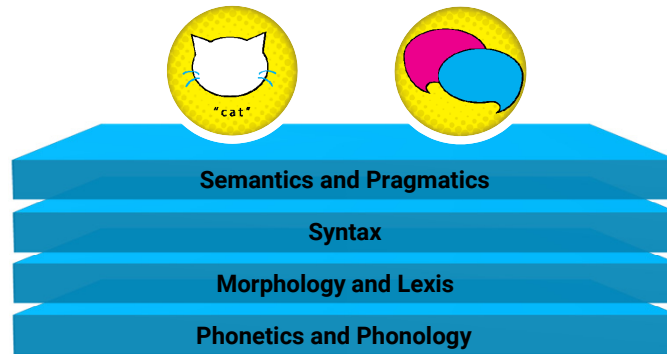 "cat"
Semantics and Pragmatics
Syntax
Morphology and Lexis
Phonetics and Phonology